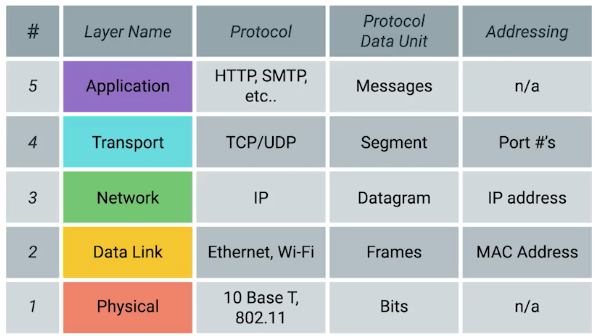 # Layer Name Protocol Protocol Data Unit Addressing
5 Application HTTP, SMTP, etc.. Messages n/a
4 Transport TCP/UDP Segment Port #'s
3 Network IP Datagram IP address
2 Data Link Ethernet, Wi-Fi Frames MAC Address
1 Physical 10 Base T, 802.11 Bits n/a